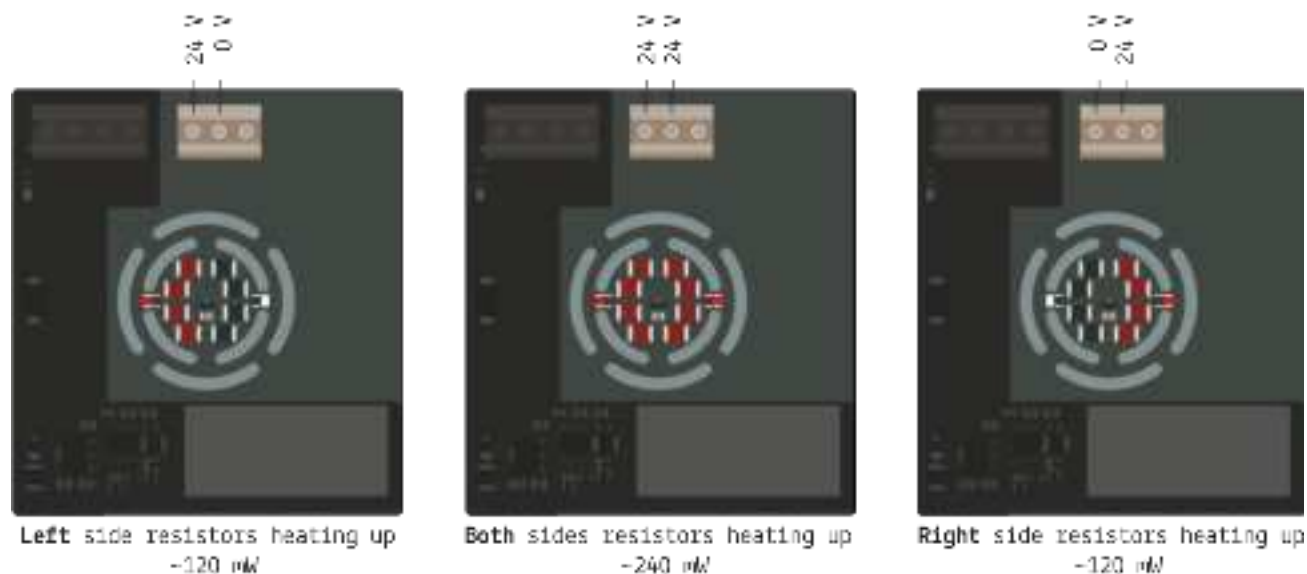 24 V
0 V
24 V
24 V
0 V
24 V
Left side resistors heating up
~120 mW
Both sides resistors heating up
~240 mW
Right side resistors heating up
~120 mW